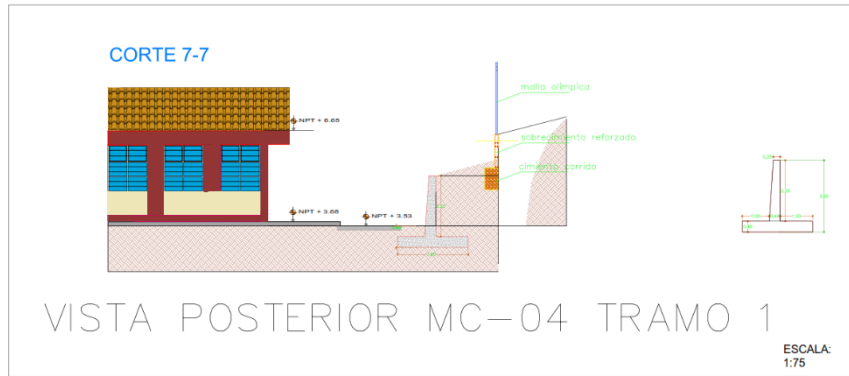 CORTE 7-7
malla olimpica
NPT + 6.65
sobrecimiento reforzado
cimiento corrido
NPT + 3.68
NPT + 3.53
VISTA POSTERIOR MC-04 TRAMO 1
ESCALA:
1:75